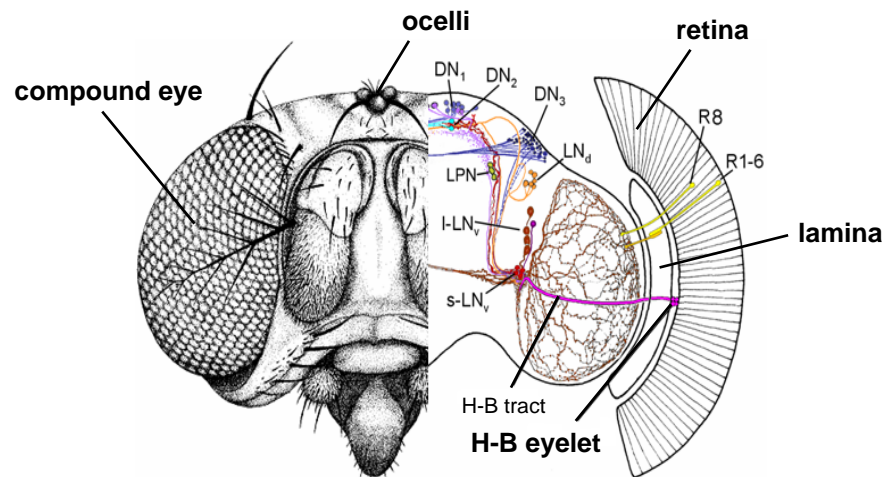 ocelli
retina
compound eye
DN1
DN2
DN3
R8
R1-6
LNd
LPN
l-LNv
lamina
s-LNv
H-B tract
H-B eyelet